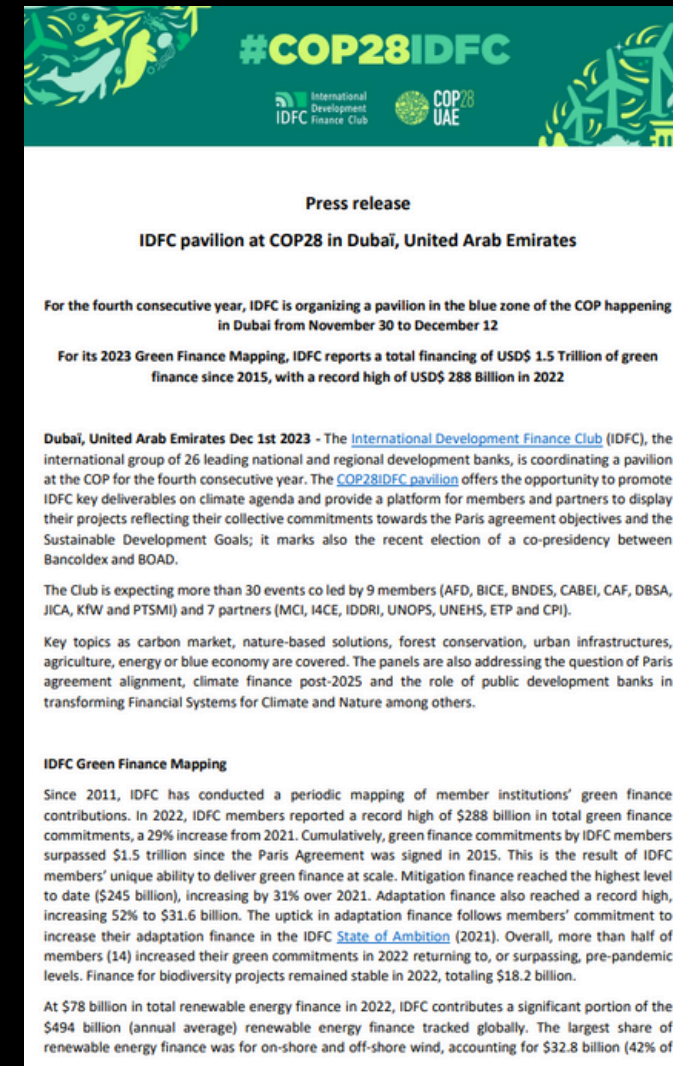 #COP28IDFC
IDFC
International
Development
Finance Club
COP28
UAE
Press release
IDFC pavilion at COP28 in Dubaï, United Arab Emirates
For the fourth consecutive year, IDFC is organizing a pavilion in the blue zone of the COP happening
in Dubai from November 30 to December 12
For its 2023 Green Finance Mapping, IDFC reports a total financing of USD$ 1.5 Trillion of green
finance since 2015, with a record high of USD$ 288 Billion in 2022
Dubaï, United Arab Emirates Dec 1st 2023 - The International Development Finance Club (IDFC), the
international group of 26 leading national and regional development banks, is coordinating a pavilion
at the COP for the fourth consecutive year. The COP28IDFC pavilion offers the opportunity to promote
IDFC key deliverables on climate agenda and provide a platform for members and partners to display
their projects reflecting their collective commitments towards the Paris agreement objectives and the
Sustainable Development Goals; it marks also the recent election of a co-presidency between
Bancoldex and BOAD.
The Club is expecting more than 30 events co led by 9 members (AFD, BICE, BNDES, CABEI, CAF, DBSA,
JICA, KfW and PTSMI) and 7 partners (MCI, I4CE, IDDRI, UNOPS, UNEHS, ETP and CPI).
Key topics as carbon market, nature-based solutions, forest conservation, urban infrastructures,
agriculture, energy or blue economy are covered. The panels are also addressing the question of Paris
agreement alignment, climate finance post-2025 and the role of public development banks in
transforming Financial Systems for Climate and Nature among others.
IDFC Green Finance Mapping
Since 2011, IDFC has conducted a periodic mapping of member institutions' green finance
contributions. In 2022, IDFC members reported a record high of $288 billion in total green finance
commitments, a 29% increase from 2021. Cumulatively, green finance commitments by IDFC members
surpassed $1.5 trillion since the Paris Agreement was signed in 2015. This is the result of IDFC
members' unique ability to deliver green finance at scale. Mitigation finance reached the highest level
to date ($245 billion), increasing by 31% over 2021. Adaptation finance also reached a record high,
increasing 52% to $31.6 billion. The uptick in adaptation finance follows members' commitment to
increase their adaptation finance in the IDFC State of Ambition (2021). Overall, more than half of
members (14) increased their green commitments in 2022 returning to, or surpassing, pre-pandemic
levels. Finance for biodiversity projects remained stable in 2022, totaling $18.2 billion.
At $78 billion in total renewable energy finance in 2022, IDFC contributes a significant portion of the
$494 billion (annual average) renewable energy finance tracked globally. The largest share of
renewable energy finance was for on-shore and off-shore wind, accounting for $32.8 billion (42% of